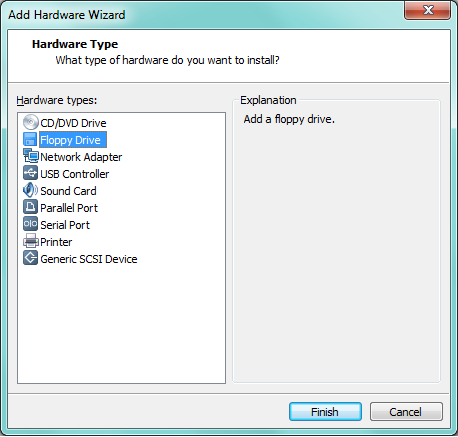 Add Hardware Wizard
Hardware Type
What type of hardware do you want to install?
Hardware types:
CD/DVD Drive
Floppy Drive
Network Adapter
USB Controller
Sound Card
Parallel Port
Serial Port
Printer
Generic SCSI Device
Explanation
Add a floppy drive.
Finish
Cancel